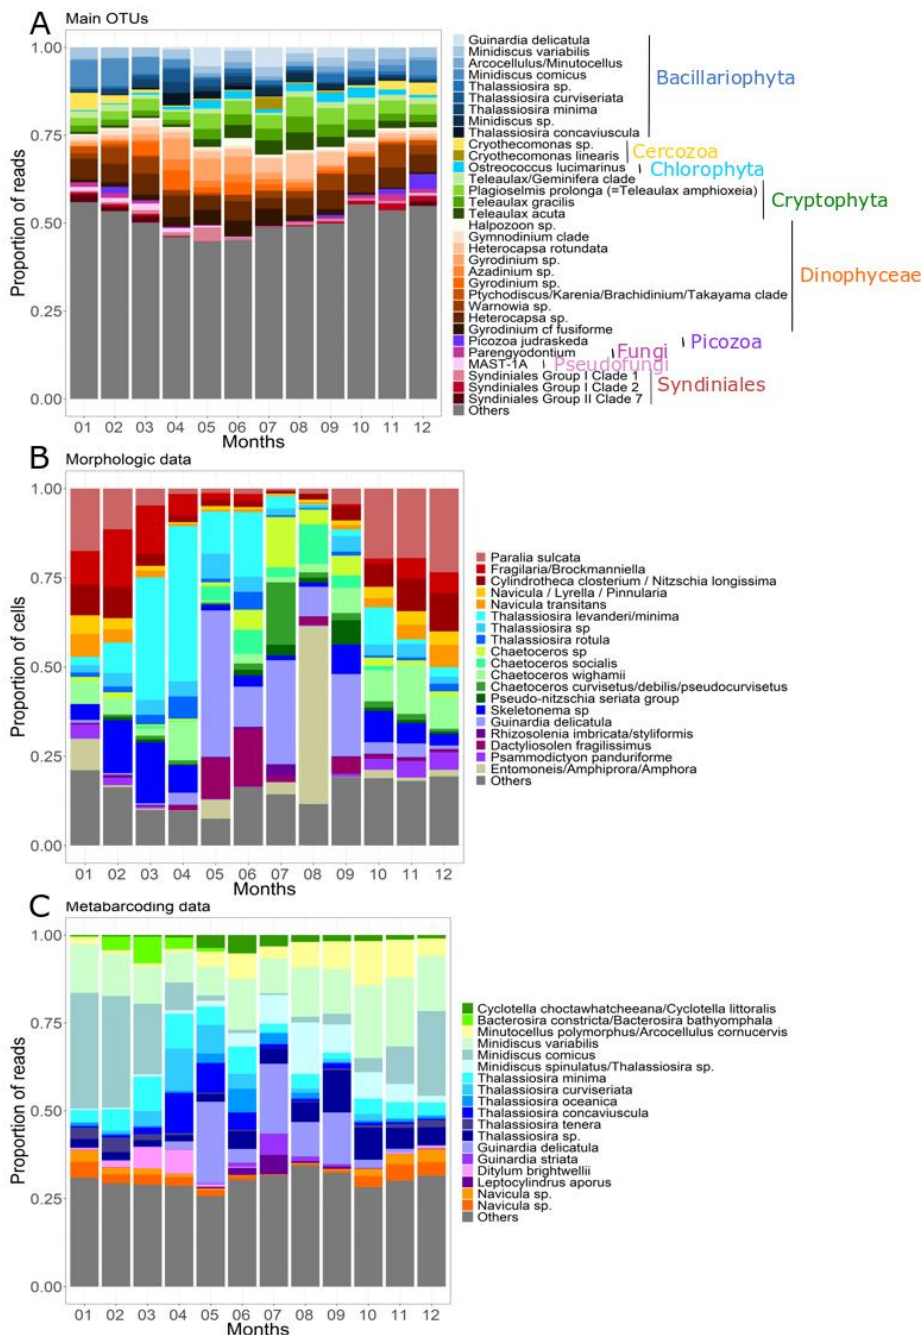 A Main OTUs
1.00
0.75
0.50
0.25
0.00
Proportion of reads
01 02 03 04 05 06 07 08 09 10 11 12
Months
Guinardia delicatula
Minidiscus variabilis
Arcocellulus/Minutocellus
Minidiscus comicus
Thalassiosira sp.
Thalassiosira curviseriata
Thalassiosira minima
Minidiscus sp.
Thalassiosira concaviuscula
Cryothecomonas sp.
Cryothecomonas linearis
Ostreococcus lucimarinus
Teleaulax/Geminifera clade
Plagioselmis prolonga (=Teleaulax amphioxeia)
Teleaulax gracilis
Teleaulax acuta
Halpozoon sp.
Gymnodinium clade
Heterocapsa rotundata
Gyrodinium sp.
Azadinium sp.
Gyrodinium sp.
Ptychodiscus/Karenia/Brachidinium/Takayama clade
Warnowia sp.
Heterocapsa sp.
Gyrodinium cf fusiforme
Picozoa judraskeda
Parengyodontium
MAST-1A
Syndiniales Group I Clade 1
Syndiniales Group I Clade 2
Syndiniales Group II Clade 7
Others
Bacillariophyta
Cercozoa
Chlorophyta
Cryptophyta
Dinophyceae
Picozoa
Fungi
Pseudofungi
Syndiniales
B Morphologic data
1.00
0.75
0.50
0.25
0.00
Proportion of cells
01 02 03 04 05 06 07 08 09 10 11 12
Months
Paralia sulcata
Fragilaria/Brockmanniella
Cylindrotheca closterium / Nitzschia longissima
Navicula / Lyrella / Pinnularia
Navicula transitans
Thalassiosira levanderi/minima
Thalassiosira sp
Thalassiosira rotula
Chaetoceros sp
Chaetoceros socialis
Chaetoceros wighamii
Chaetoceros curvisetus/debilis/pseudocurvisetus
Pseudo-nitzschia seriata group
Skeletonema sp
Guinardia delicatula
Rhizosolenia imbricata/styliformis
Dactyliosolen fragilissimus
Psammodictyon panduriforme
Entomoneis/Amphiprora/Amphora
Others
C Metabarcoding data
1.00
0.75
0.50
0.25
0.00
Proportion of reads
01 02 03 04 05 06 07 08 09 10 11 12
Months
Cyclotella choctawhatcheeana/Cyclotella littoralis
Bacterosira constricta/Bacterosira bathyomphala
Minutocellus polymorphus/Arcocellulus cornucervis
Minidiscus variabilis
Minidiscus comicus
Minidiscus spinulatus/Thalassiosira sp.
Thalassiosira minima
Thalassiosira curviseriata
Thalassiosira oceanica
Thalassiosira concaviuscula
Thalassiosira tenera
Thalassiosira sp.
Guinardia delicatula
Guinardia striata
Ditylum brightwellii
Leptocylindrus aporus
Navicula sp.
Navicula sp.
Others